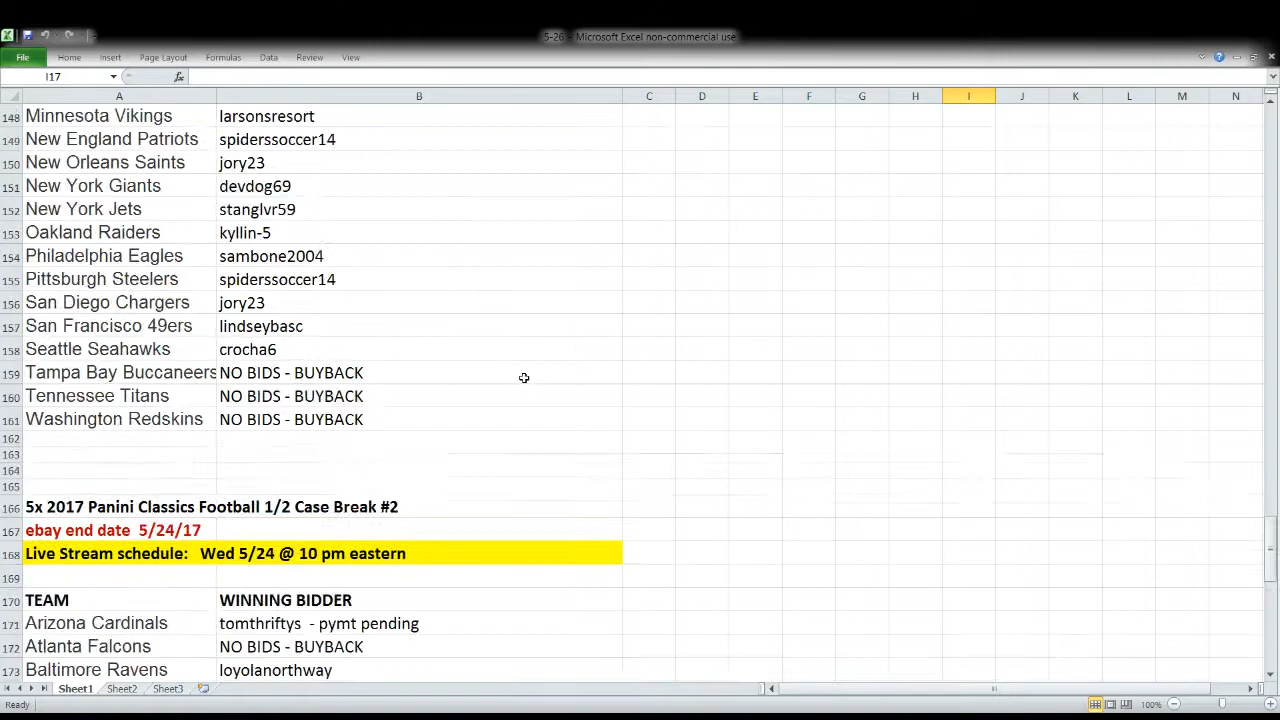 5-26 - Microsoft Excel non-commercial use
File Home Insert Page Layout Formulas Data Review View
I17 fx
A B C D E F G H I J K L M N
148 Minnesota Vikings larsonsresort
149 New England Patriots spiderssoccer14
150 New Orleans Saints jory23
151 New York Giants devdog69
152 New York Jets stanglvr59
153 Oakland Raiders kyllin-5
154 Philadelphia Eagles sambone2004
155 Pittsburgh Steelers spiderssoccer14
156 San Diego Chargers jory23
157 San Francisco 49ers lindseybasc
158 Seattle Seahawks crocha6
159 Tampa Bay Buccaneers NO BIDS - BUYBACK
160 Tennessee Titans NO BIDS - BUYBACK
161 Washington Redskins NO BIDS - BUYBACK
162
163
164
165
166 5x 2017 Panini Classics Football 1/2 Case Break #2
167 ebay end date 5/24/17
168 Live Stream schedule: Wed 5/24 @ 10 pm eastern
169
170 TEAM WINNING BIDDER
171 Arizona Cardinals tomthriftys - pymt pending
172 Atlanta Falcons NO BIDS - BUYBACK
173 Baltimore Ravens loyolanorthway
Sheet1 Sheet2 Sheet3
Ready 100%